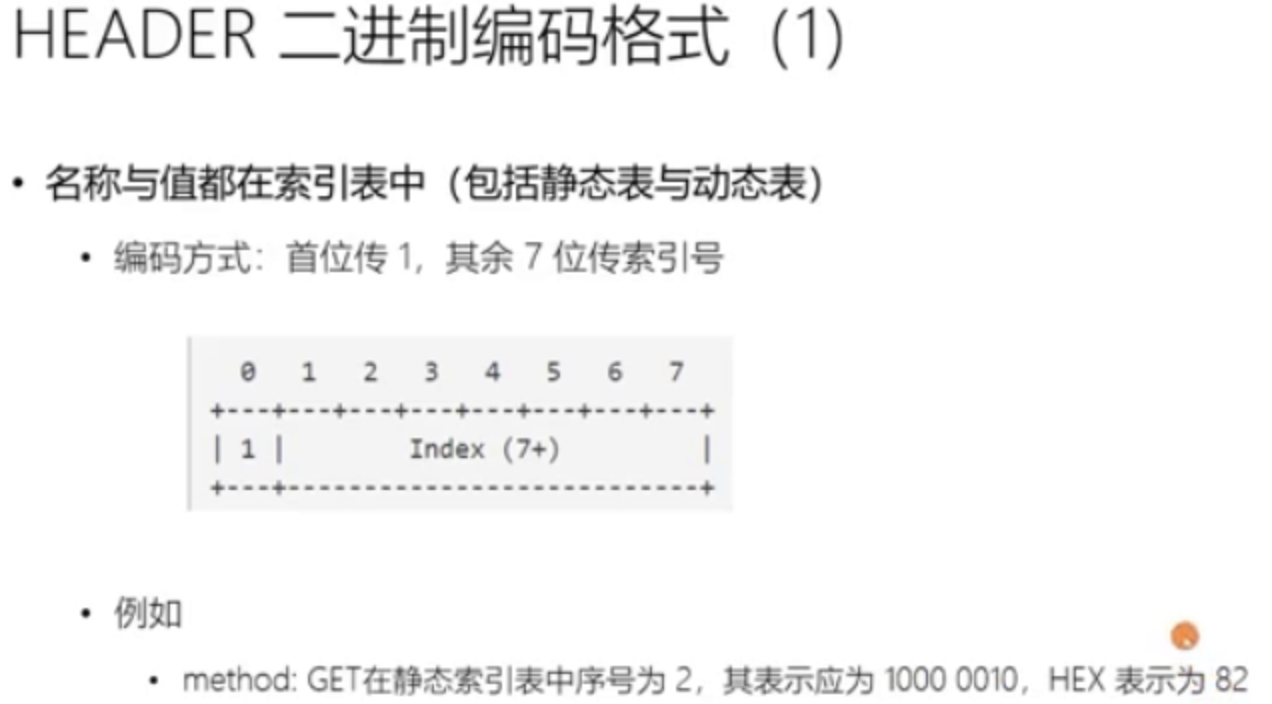 HEADER 二进制编码格式（1）
• 名称与值都在索引表中（包括静态表与动态表）
• 编码方式：首位传 1，其余 7 位传索引号
0   1   2   3   4   5   6   7
+---+---+---+---+---+---+---+---+
| 1 |        Index (7+)         |
+---+---------------------------+
• 例如
• method: GET在静态索引表中序号为 2，其表示应为 1000 0010，HEX 表示为 82